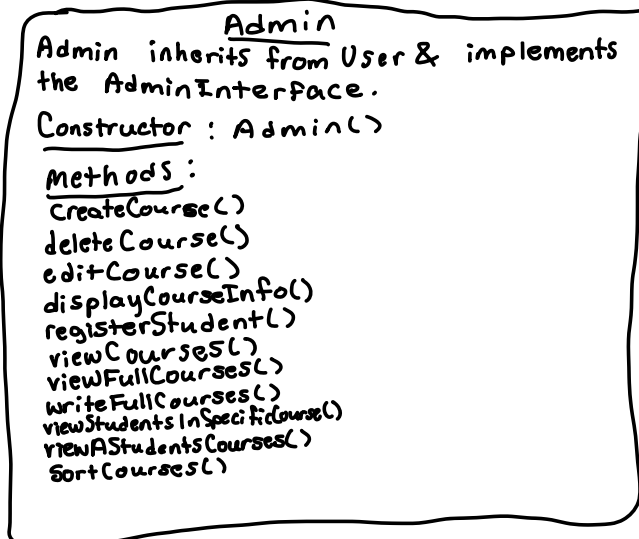 Admin
Admin inherits from User & implements
the AdminInterface.
Constructor : Admin()
methods :
createCourse()
deleteCourse()
editCourse()
displayCourseInfo()
registerStudent()
viewCourses()
viewFullCourses()
writeFullCourses()
viewStudentsInSpecificCourse()
viewAStudentsCourses()
sortCourses()